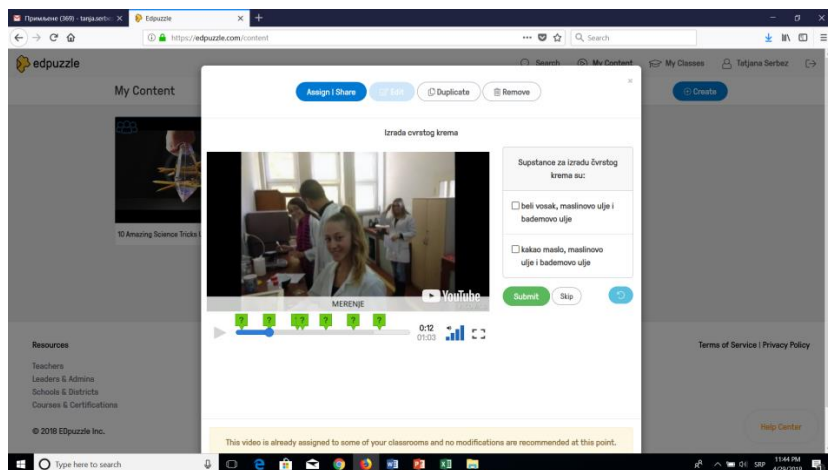 Примљене (369) - tanja.serbez
Edpuzzle
https://edpuzzle.com/content
Search
edpuzzle
Search
My Content
My Classes
Tatjana Serbez
My Content
Assign | Share
Edit
Duplicate
Remove
Create
Izrada cvrstog krema
Supstance za izradu čvrstog
krema su:
beli vosak, maslinovo ulje i
bademovo ulje
kakao maslo, maslinovo
ulje i bademovo ulje
10 Amazing Science Tricks
MERENJE
YouTube
Submit
Skip
0:12
01:03
Resources
Terms of Service | Privacy Policy
Teachers
Leaders & Admins
Schools & Districts
Courses & Certifications
© 2018 EDpuzzle Inc.
Help Center
This video is already assigned to some of your classrooms and no modifications are recommended at this point.
Type here to search
SRP
11:44 PM
4/29/2018